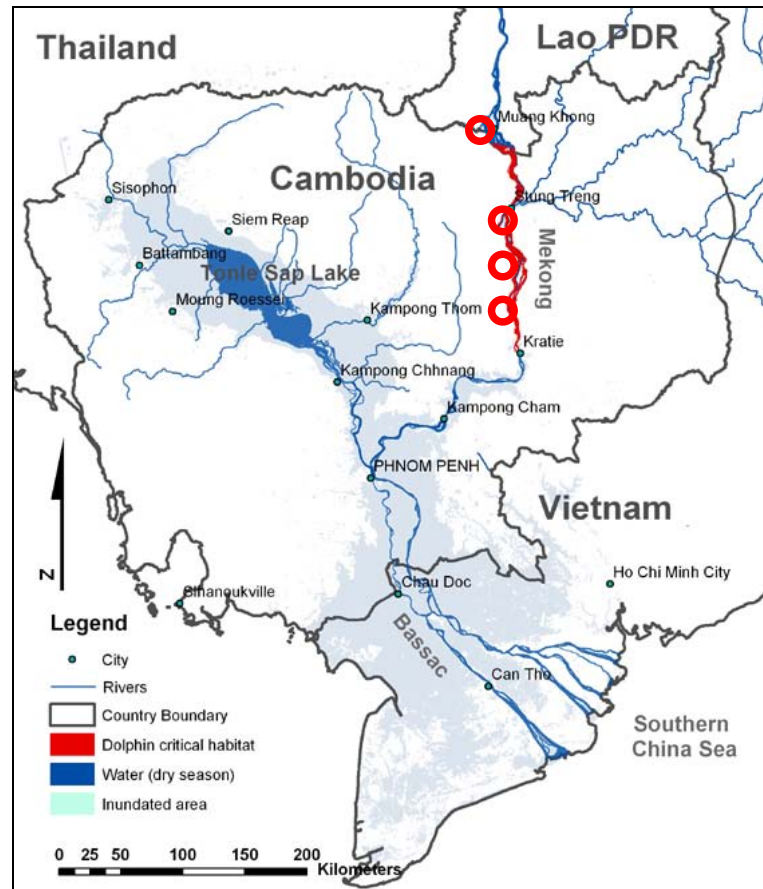 Thailand
Lao PDR
Muang Khong
Cambodia
Sisophon
Stung Treng
Siem Reap
Mekong
Battambang
Tonle Sap Lake
Moung Roessei
Kampong Thom
Kratie
Kampong Chhnang
Kampong Cham
PHNOM PENH
Vietnam
Z
Ho Chi Minh City
Chau Doc
Sihanoukville
Bassac
Can Tho
Southern
China Sea
Legend
City
Rivers
Country Boundary
Dolphin critical habitat
Water (dry season)
Inundated area
0 25 50 100 150 200
Kilometers